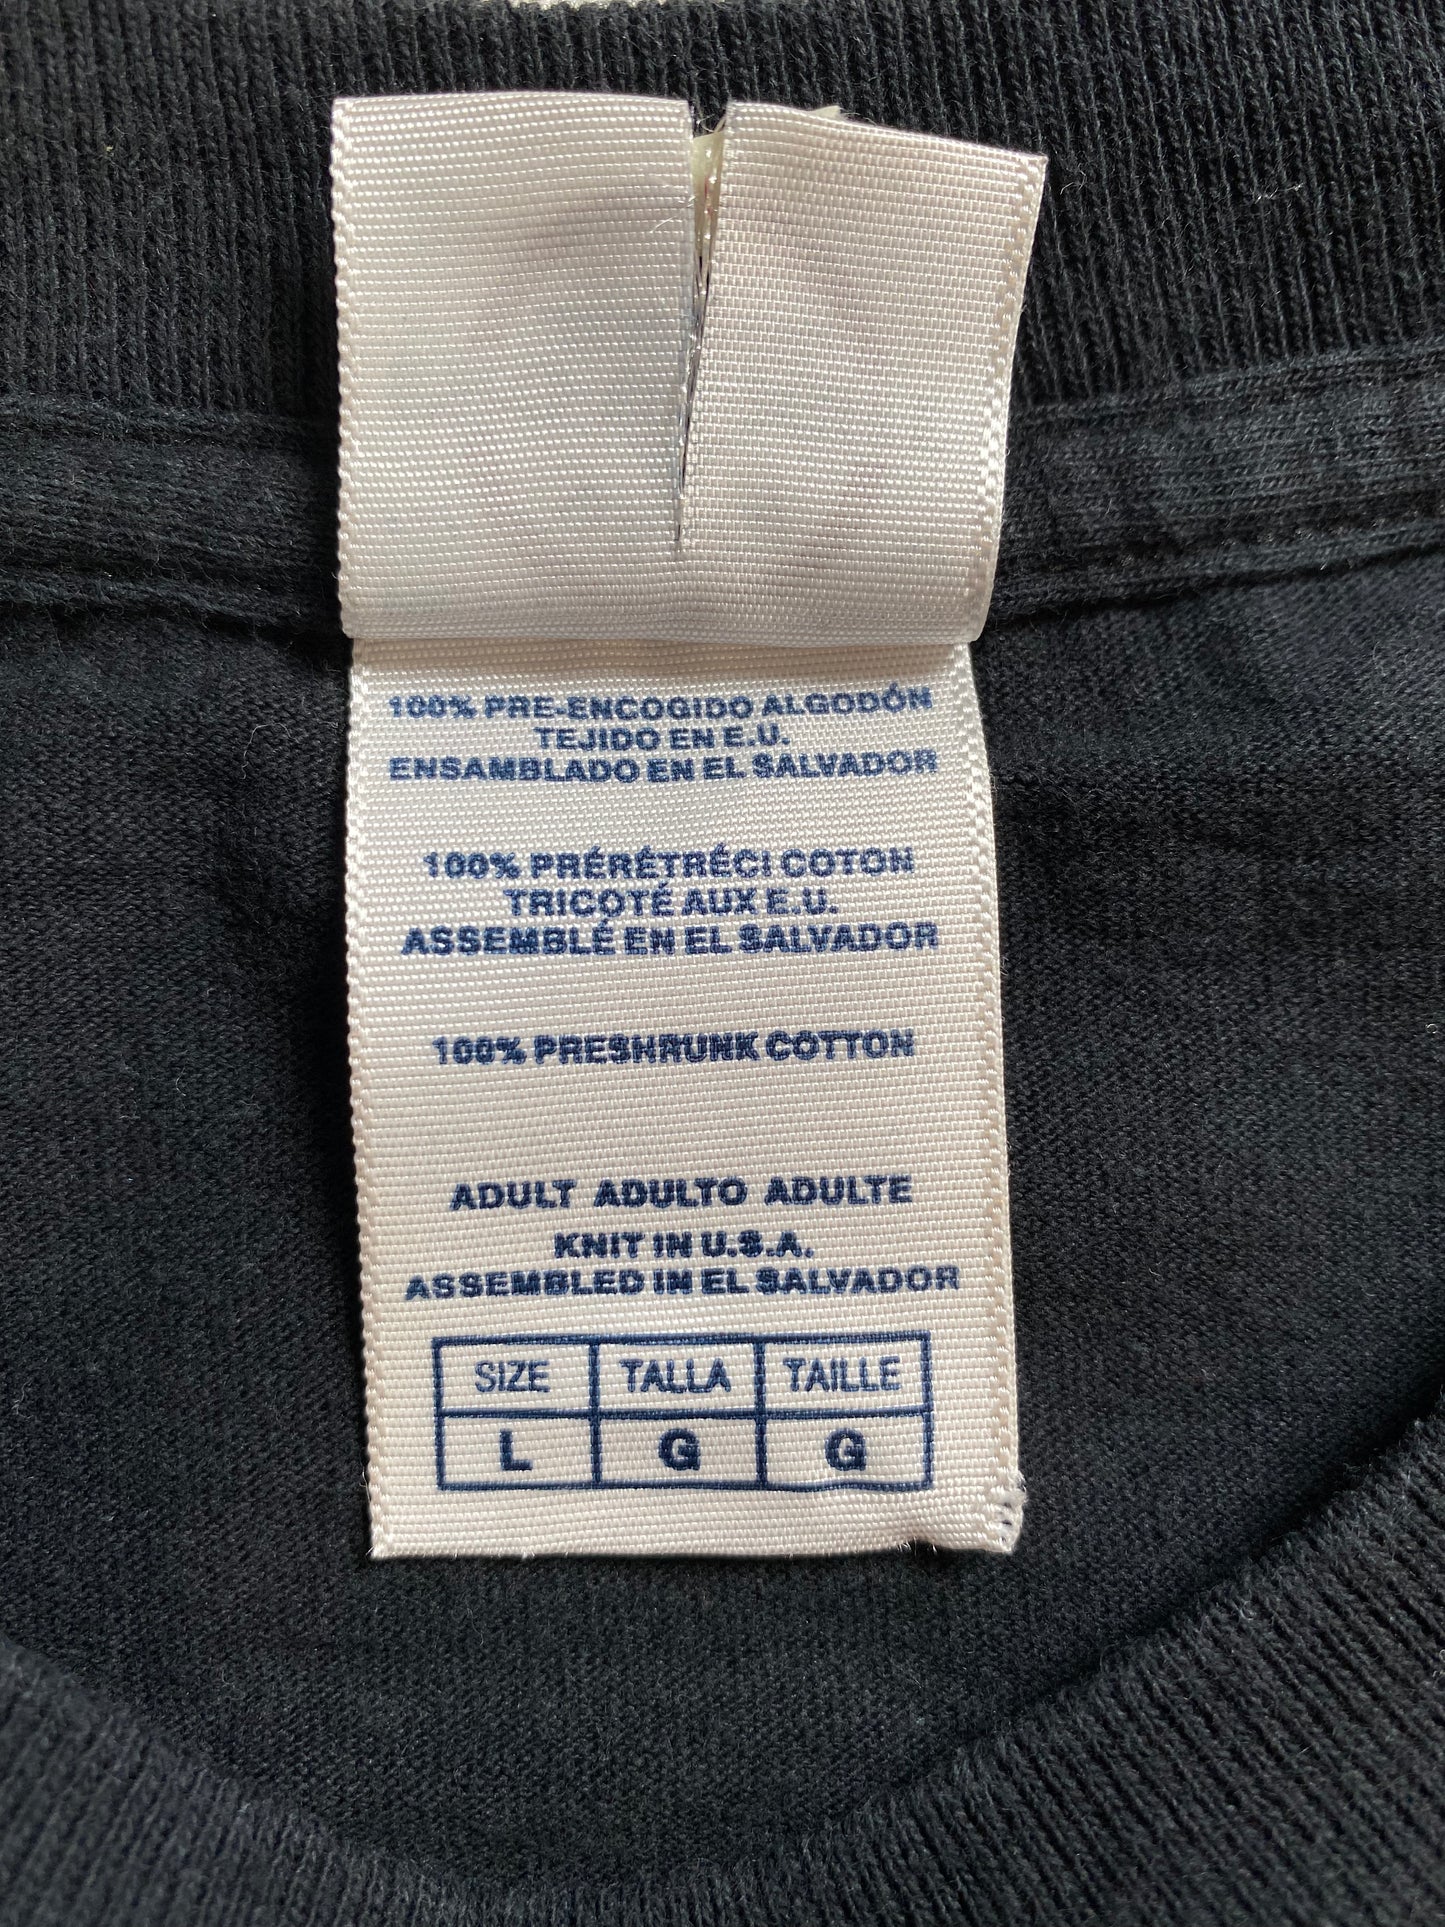 100% PRE-ENCOGIDO ALGODÓN
TEJIDO EN E.U.
ENSAMBLADO EN EL SALVADOR
100% PRÉRÉTRÉCI COTON
TRICOTÉ AUX E.U.
ASSEMBLÉ EN EL SALVADOR
100% PRESHRUNK COTTON
ADULT ADULTO ADULTE
KNIT IN U.S.A.
ASSEMBLED IN EL SALVADOR
SIZE TALLA TAILLE
L G G